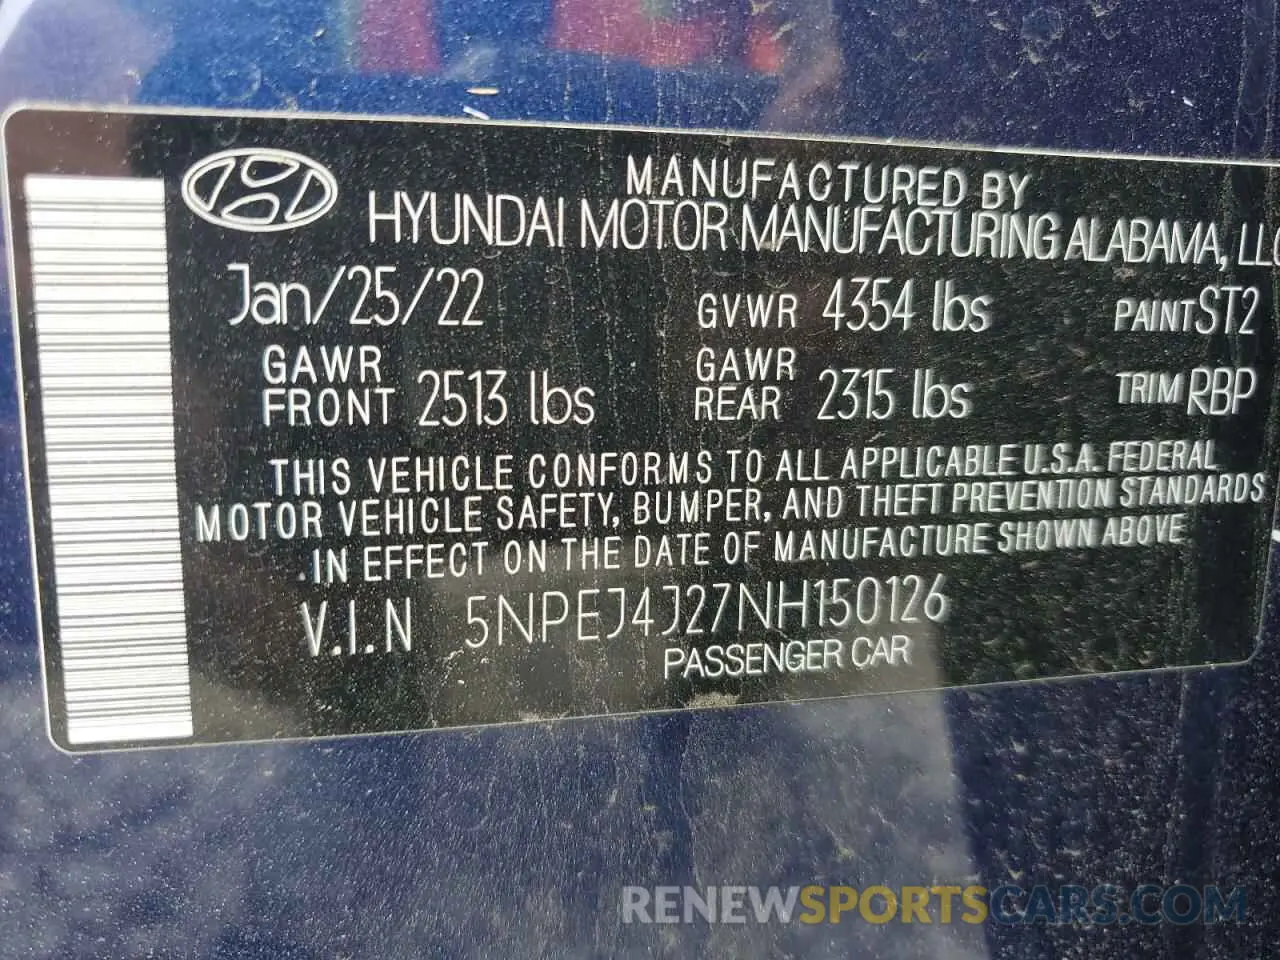 MANUFACTURED BY
HYUNDAI MOTOR MANUFACTURING ALABAMA, LLC
Jan/25/22 GVWR 4354 lbs PAINT ST2
GAWR FRONT 2513 lbs GAWR REAR 2315 lbs TRIM RBP
THIS VEHICLE CONFORMS TO ALL APPLICABLE U.S.A. FEDERAL
MOTOR VEHICLE SAFETY, BUMPER, AND THEFT PREVENTION STANDARDS
IN EFFECT ON THE DATE OF MANUFACTURE SHOWN ABOVE
V.I.N 5NPEJ4J27NH150126
PASSENGER CAR
RENEWSPORTSCARS.COM